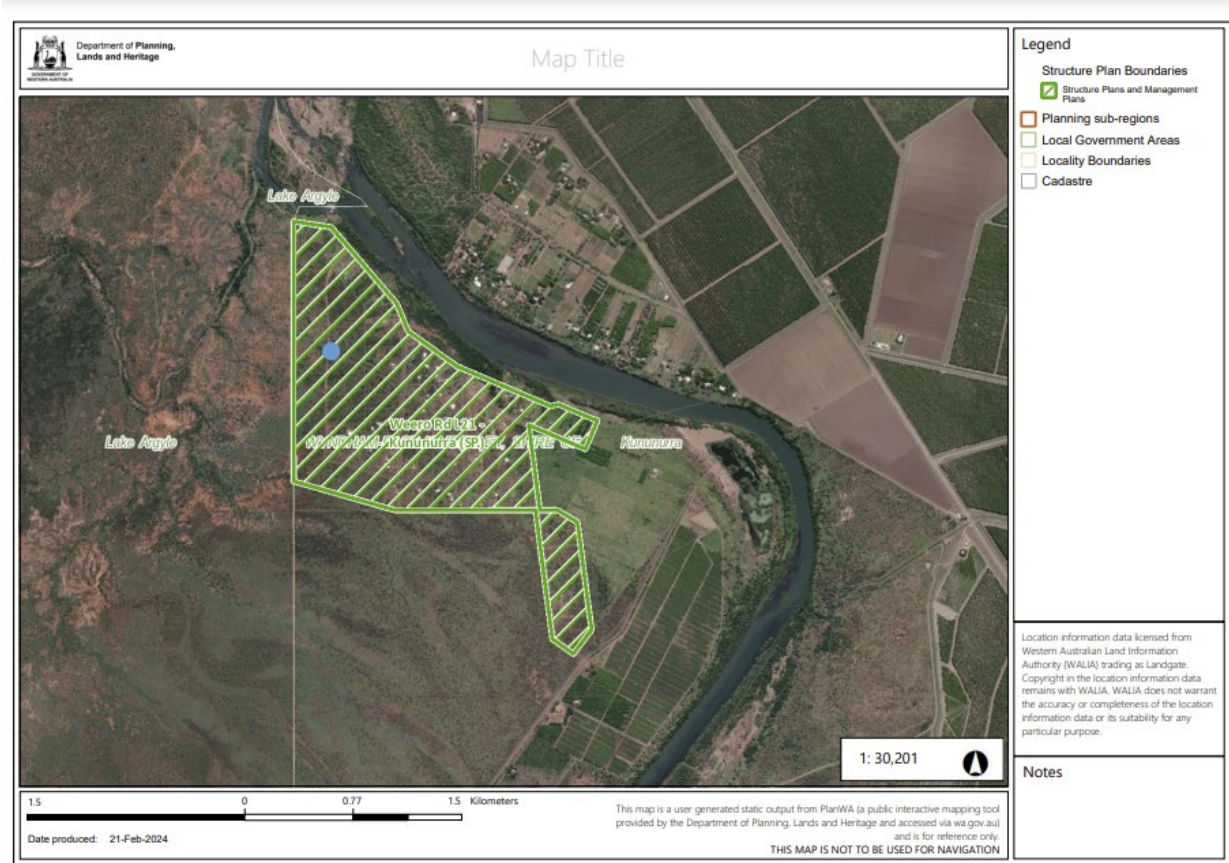 Department of Planning,
Lands and Heritage
GOVERNMENT OF
WESTERN AUSTRALIA
Map Title
Legend
Structure Plan Boundaries
Structure Plans and Management
Plans
Planning sub-regions
Local Government Areas
Locality Boundaries
Cadastre
Lake Argyle
Weero Rd L21 -
Lake Argyle
Kununurra (SP)
Kununurra
Location information data licensed from
Western Australian Land Information
Authority (WALIA) trading as Landgate.
Copyright in the location information data
remains with WALIA. WALIA does not warrant
the accuracy or completeness of the location
information data or its suitability for any
particular purpose.
1: 30,201
Notes
1.5 0 0.77 1.5 Kilometers
Date produced: 21-Feb-2024
This map is a user generated static output from PlanWA (a public interactive mapping tool
provided by the Department of Planning, Lands and Heritage and accessed via wa.gov.au)
and is for reference only.
THIS MAP IS NOT TO BE USED FOR NAVIGATION